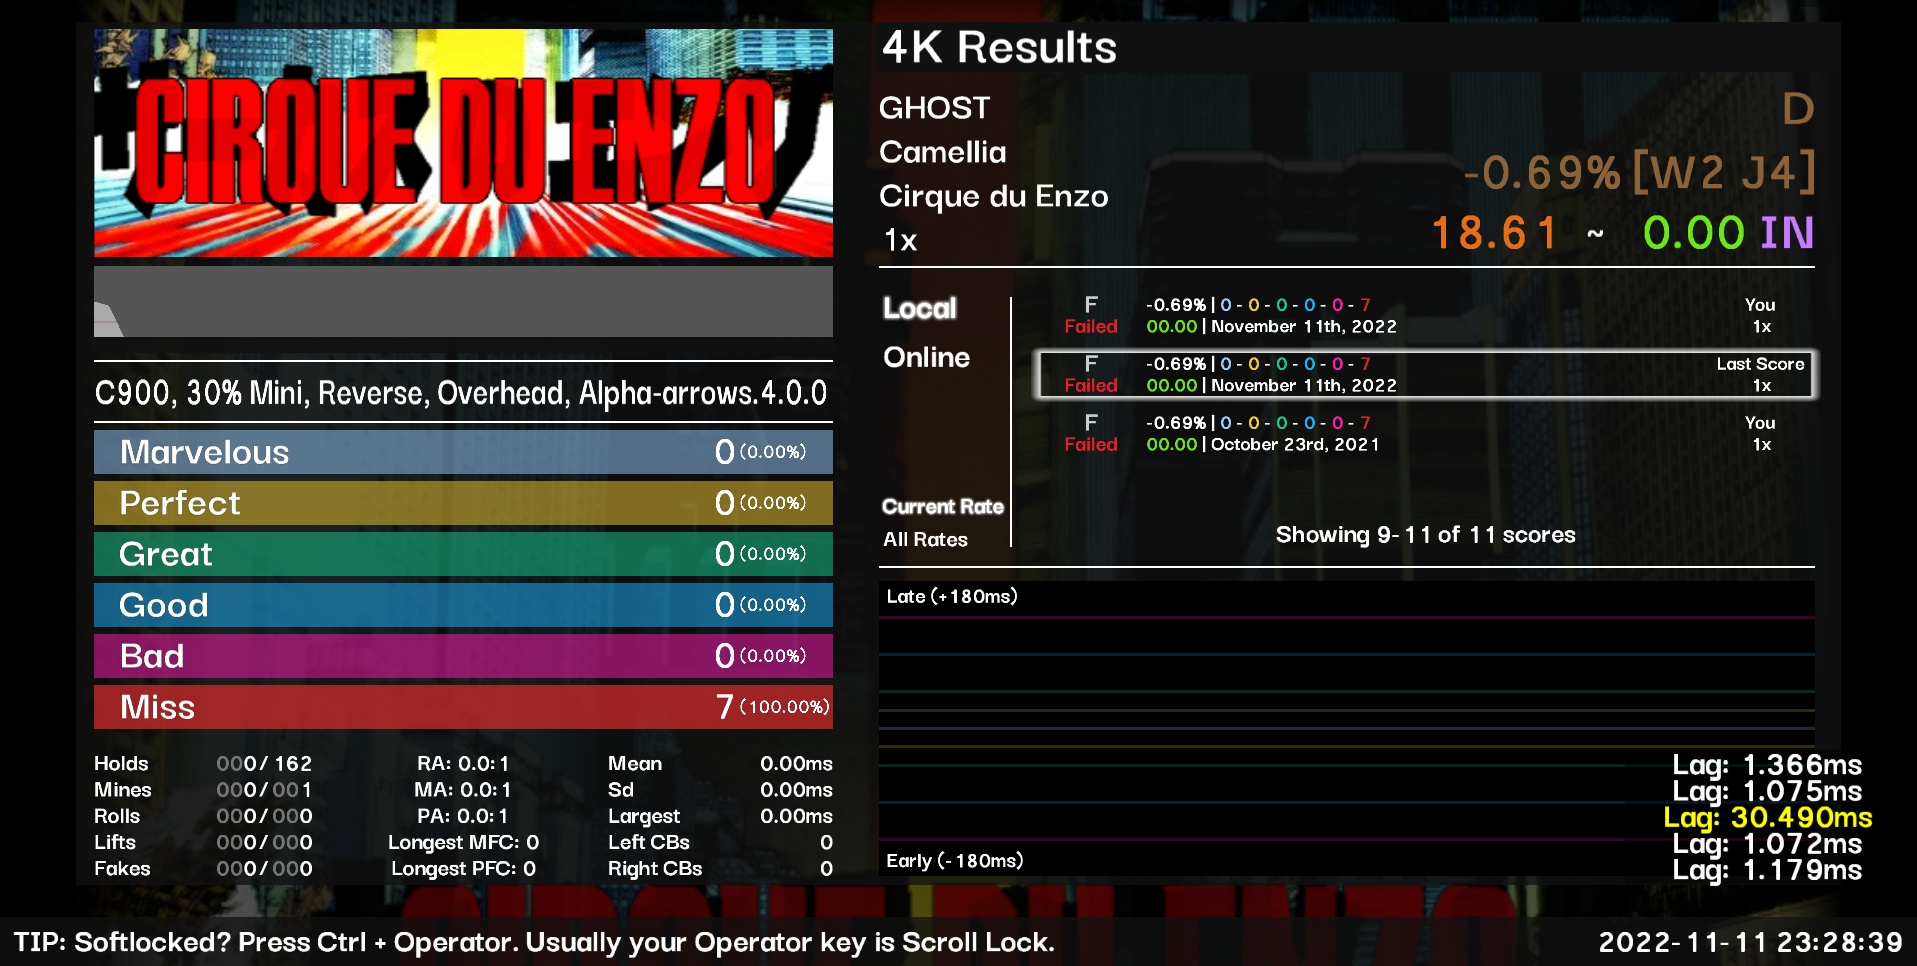 CIRQUE DU ENZO
C900, 30% Mini, Reverse, Overhead, Alpha-arrows.4.0.0
Marvelous 0 (0.00%)
Perfect 0 (0.00%)
Great 0 (0.00%)
Good 0 (0.00%)
Bad 0 (0.00%)
Miss 7 (100.00%)
Holds 000/162 RA: 0.0:1 Mean 0.00ms
Mines 000/001 MA: 0.0:1 Sd 0.00ms
Rolls 000/000 PA: 0.0:1 Largest 0.00ms
Lifts 000/000 Longest MFC: 0 Left CBs 0
Fakes 000/000 Longest PFC: 0 Right CBs 0
4K Results
GHOST D
Camellia
-0.69% [W2 J4]
Cirque du Enzo
1x 18.61 ~ 0.00 IN
Local
Online
Current Rate
All Rates
F -0.69% | 0 - 0 - 0 - 0 - 0 - 7 You
Failed 00.00 | November 11th, 2022 1x
F -0.69% | 0 - 0 - 0 - 0 - 0 - 7 Last Score
Failed 00.00 | November 11th, 2022 1x
F -0.69% | 0 - 0 - 0 - 0 - 0 - 7 You
Failed 00.00 | October 23rd, 2021 1x
Showing 9-11 of 11 scores
Late (+180ms)
Early (-180ms)
Lag: 1.366ms
Lag: 1.075ms
Lag: 30.490ms
Lag: 1.072ms
Lag: 1.179ms
CIRQUE DU ENZO
TIP: Softlocked? Press Ctrl + Operator. Usually your Operator key is Scroll Lock.
2022-11-11 23:28:39